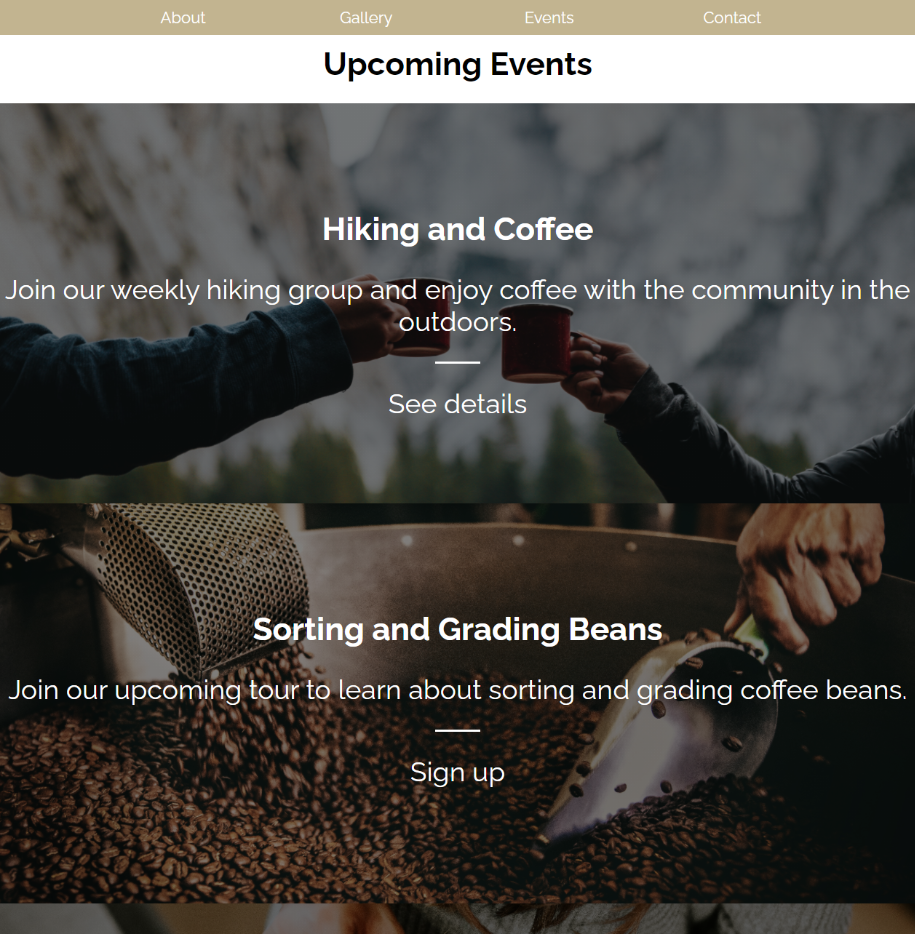 About Gallery Events Contact
Upcoming Events
Hiking and Coffee
Join our weekly hiking group and enjoy coffee with the community in the
outdoors.
See details
Sorting and Grading Beans
Join our upcoming tour to learn about sorting and grading coffee beans.
Sign up